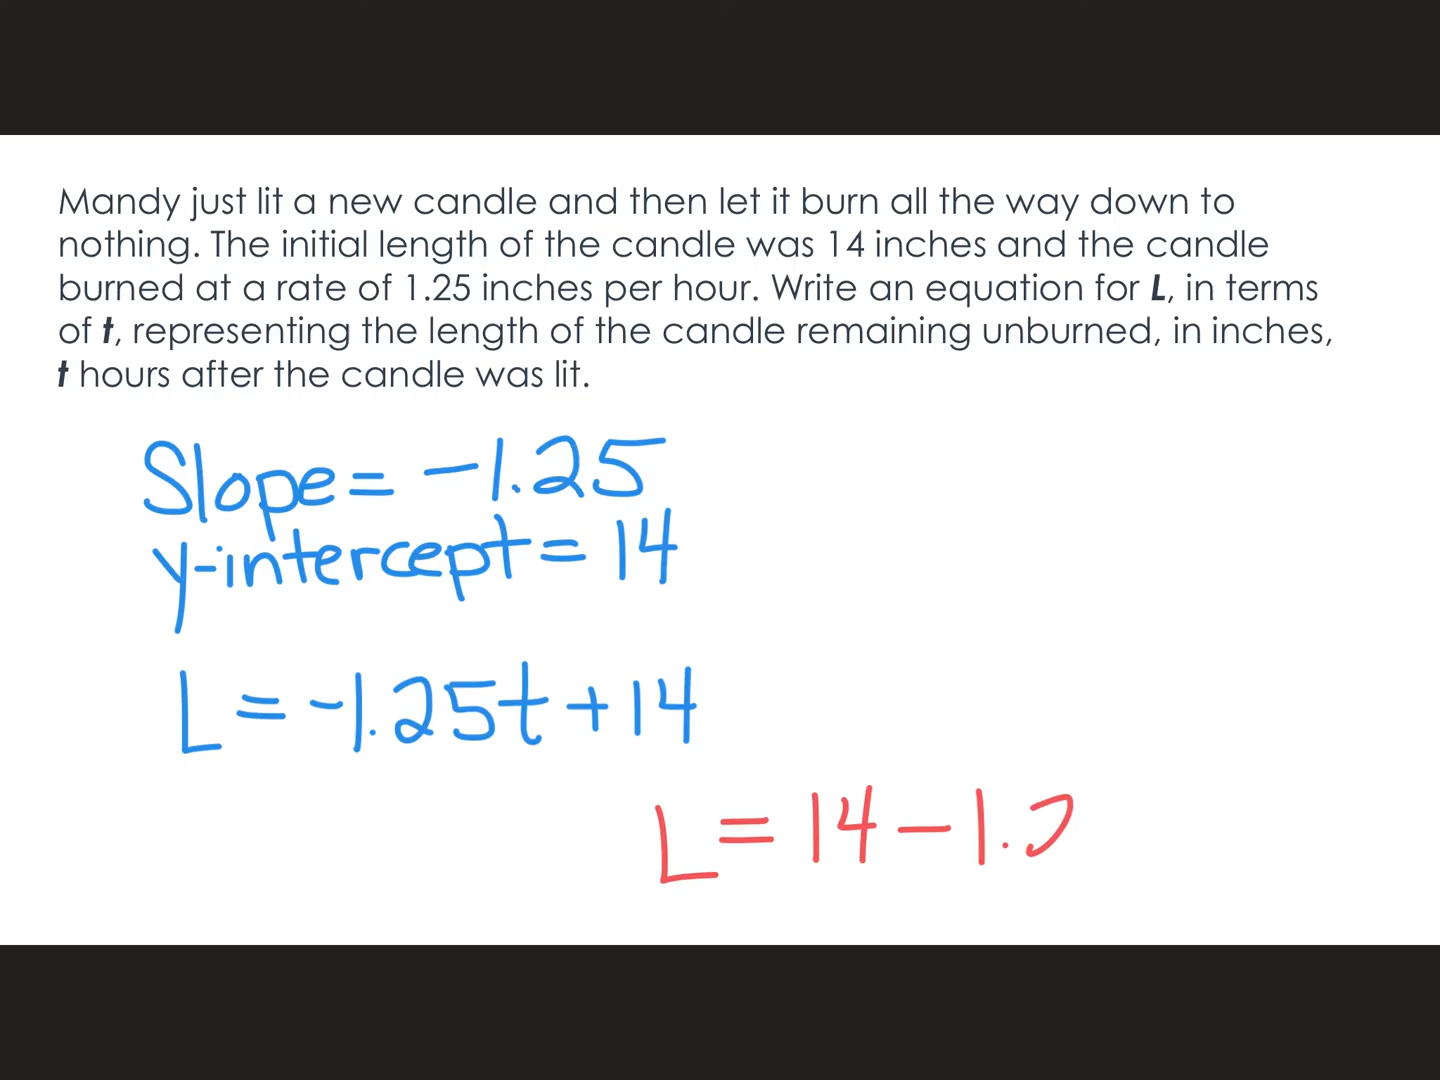 Mandy just lit a new candle and then let it burn all the way down to
nothing. The initial length of the candle was 14 inches and the candle
burned at a rate of 1.25 inches per hour. Write an equation for L, in terms
of t, representing the length of the candle remaining unburned, in inches,
t hours after the candle was lit.
Slope = -1.25
y-intercept = 14
L = -1.25t + 14
L = 14 - 1.